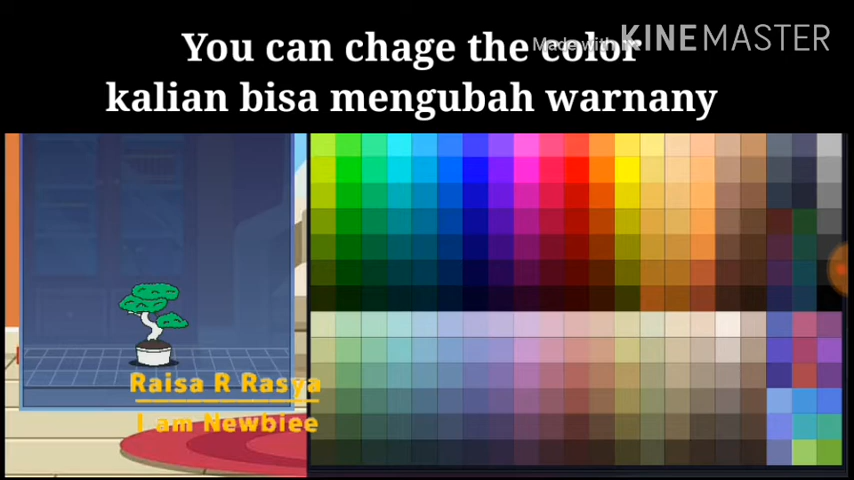 You can chage the color
Made with KINEMASTER
kalian bisa mengubah warnany
Raisa R Rasya
I am Newbiee